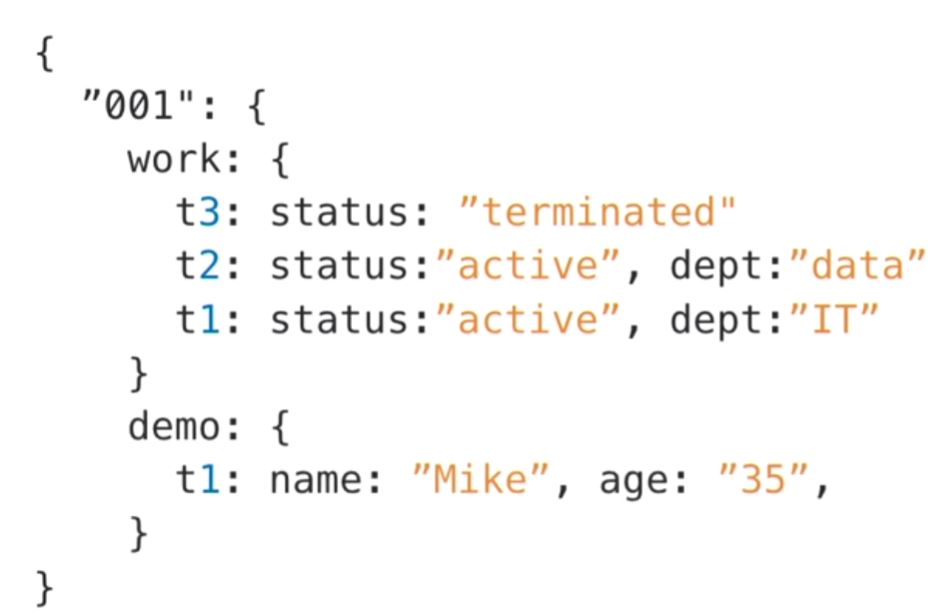 {
  ”001": {
    work: {
      t3: status: ”terminated"
      t2: status:”active”, dept:”data”
      t1: status:”active”, dept:”IT”
    }
    demo: {
      t1: name: ”Mike”, age: ”35”,
    }
}